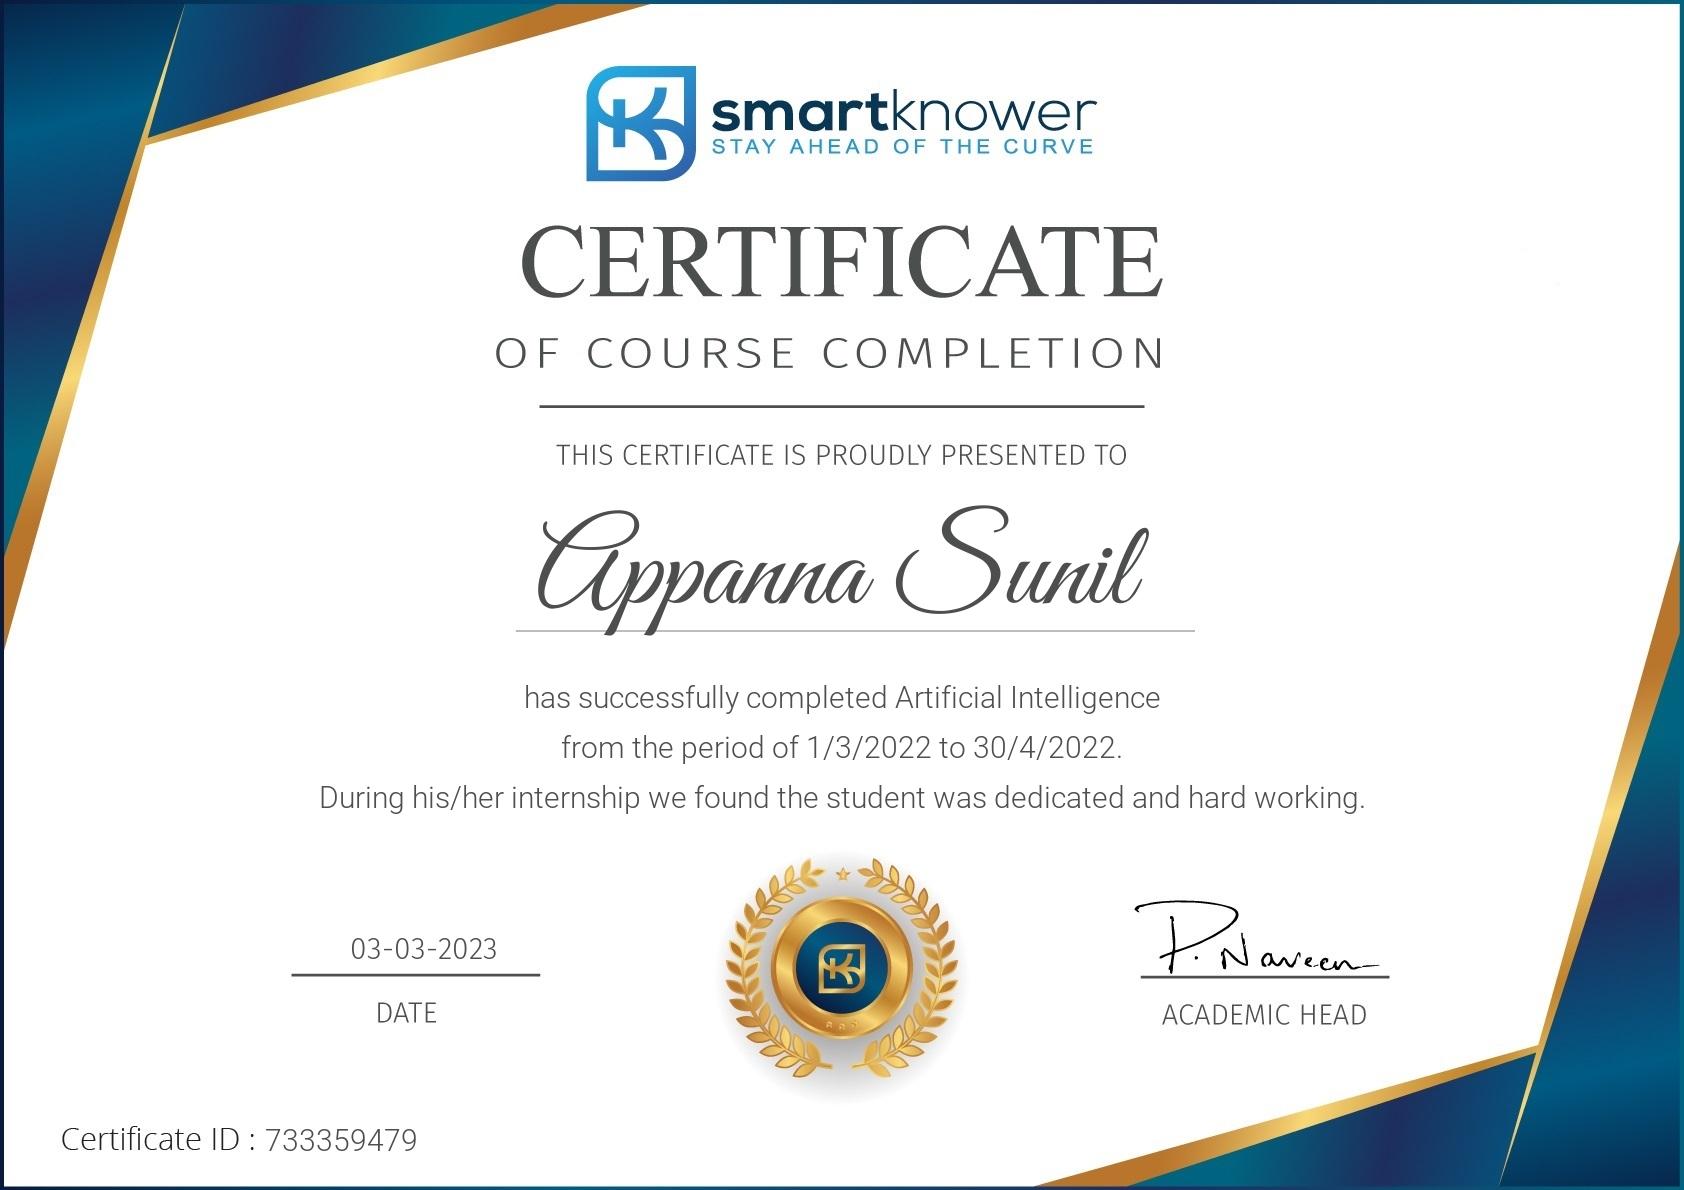 smartknower
STAY AHEAD OF THE CURVE
CERTIFICATE
OF COURSE COMPLETION
THIS CERTIFICATE IS PROUDLY PRESENTED TO
Appanna Sunil
has successfully completed Artificial Intelligence
from the period of 1/3/2022 to 30/4/2022.
During his/her internship we found the student was dedicated and hard working.
03-03-2023
DATE
P. Naveen
ACADEMIC HEAD
Certificate ID : 733359479